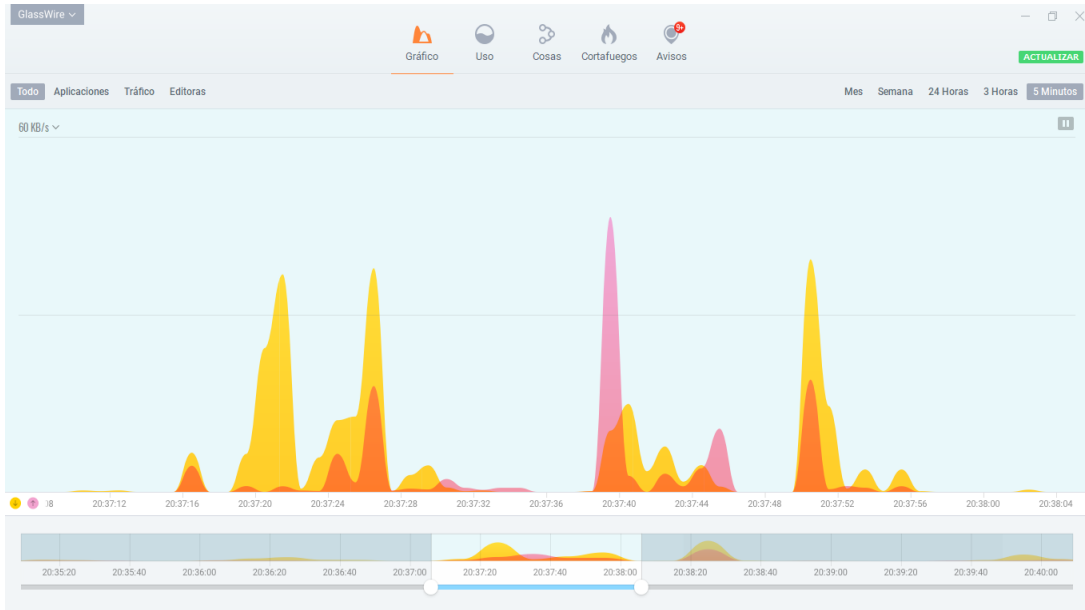 GlassWire
9+
Gráfico Uso Cosas Cortafuegos Avisos
ACTUALIZAR
Todo Aplicaciones Tráfico Editoras Mes Semana 24 Horas 3 Horas 5 Minutos
60 KB/s
20:37:12 20:37:16 20:37:20 20:37:24 20:37:28 20:37:32 20:37:36 20:37:40 20:37:44 20:37:48 20:37:52 20:37:56 20:38:00 20:38:04
20:35:20 20:35:40 20:36:00 20:36:20 20:36:40 20:37:00 20:37:20 20:37:40 20:38:00 20:38:20 20:38:40 20:39:00 20:39:20 20:39:40 20:40:00